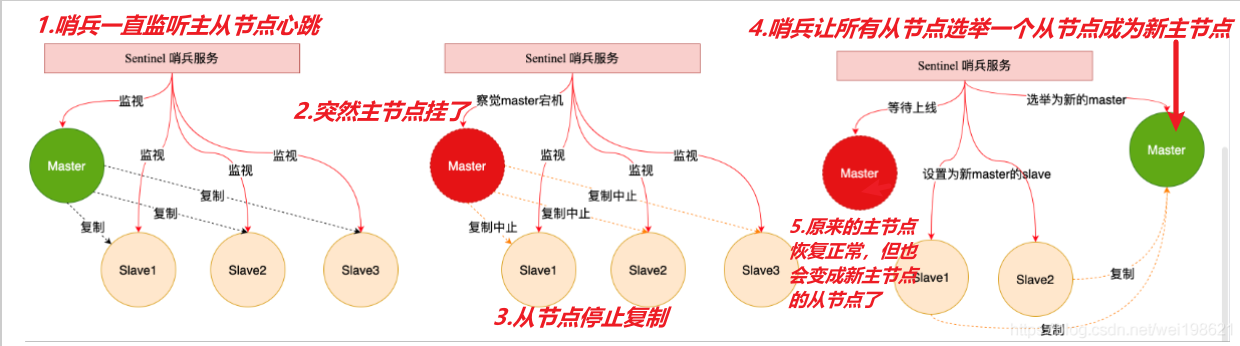 1.哨兵一直监听主从节点心跳
Sentinel 哨兵服务
监视
监视
监视
监视
Master
复制
复制
复制
Slave1
Slave2
Slave3
2.突然主节点挂了
Sentinel 哨兵服务
察觉master宕机
监视
监视
监视
Master
复制中止
复制中止
复制中止
Slave1
Slave2
Slave3
3.从节点停止复制
4.哨兵让所有从节点选举一个从节点成为新主节点
Sentinel 哨兵服务
等待上线
选举为新的master
Master
Master
设置为新master的slave
5.原来的主节点
恢复正常，但也
会变成新主节点
的从节点了
Slave1
Slave2
复制
复制
https://blog.csdn.net/wei198621